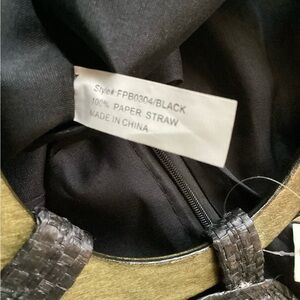 Style# FPB0304/BLACK
100% PAPER STRAW
MADE IN CHINA